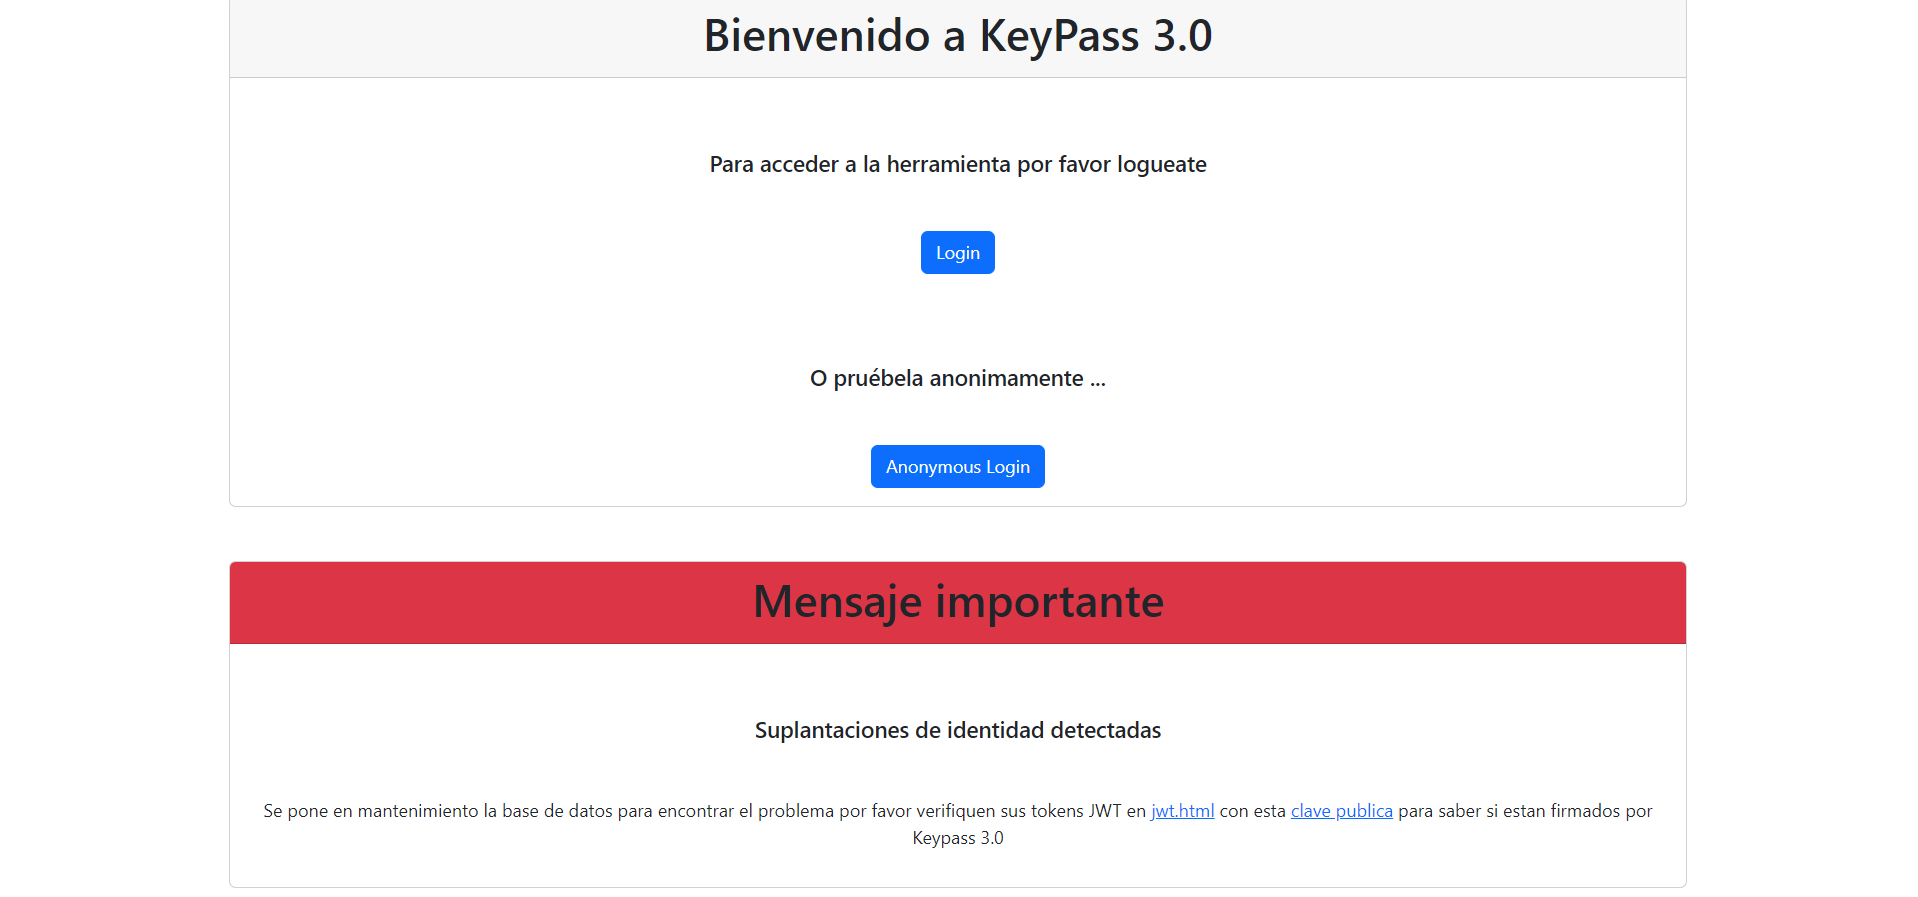 Bienvenido a KeyPass 3.0
Para acceder a la herramienta por favor logueate
Login
O pruébela anonimamente ...
Anonymous Login
Mensaje importante
Suplantaciones de identidad detectadas
Se pone en mantenimiento la base de datos para encontrar el problema por favor verifiquen sus tokens JWT en jwt.html con esta clave publica para saber si estan firmados por
Keypass 3.0